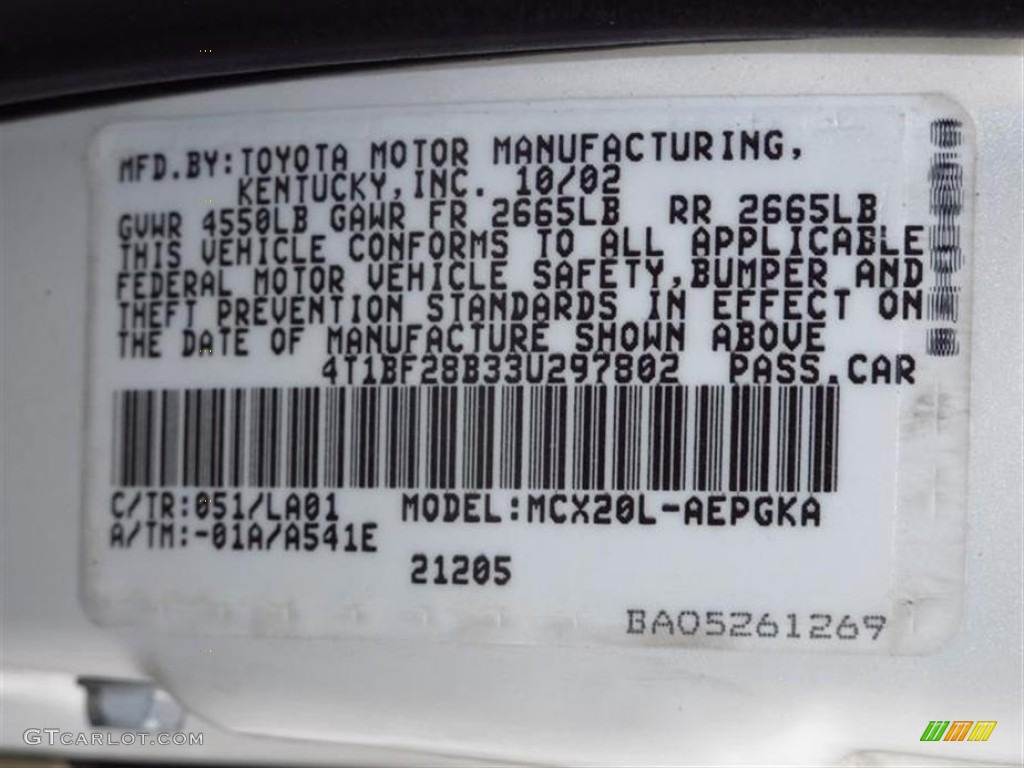 MFD.BY:TOYOTA MOTOR MANUFACTURING,
KENTUCKY,INC. 10/02
GVWR 4550LB GAWR FR 2665LB RR 2665LB
THIS VEHICLE CONFORMS TO ALL APPLICABLE
FEDERAL MOTOR VEHICLE SAFETY,BUMPER AND
THEFT PREVENTION STANDARDS IN EFFECT ON
THE DATE OF MANUFACTURE SHOWN ABOVE
4T1BF28B33U297802 PASS.CAR
C/TR:051/LA01 MODEL:MCX20L-AEPGKA
A/TM:-01A/A541E
21205
BA05261269
GTCARLOT.COM